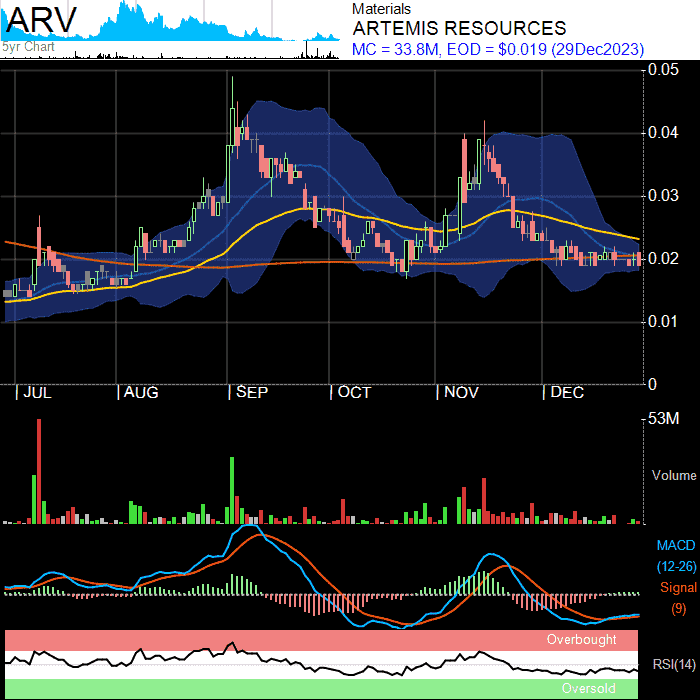 ARV
5yr Chart
Materials
ARTEMIS RESOURCES
MC = 33.8M, EOD = $0.019 (29Dec2023)
0.05
0.04
0.03
0.02
0.01
0
JUL AUG SEP OCT NOV DEC
53M
Volume
MACD
(12-26)
Signal
(9)
Overbought
RSI(14)
Oversold